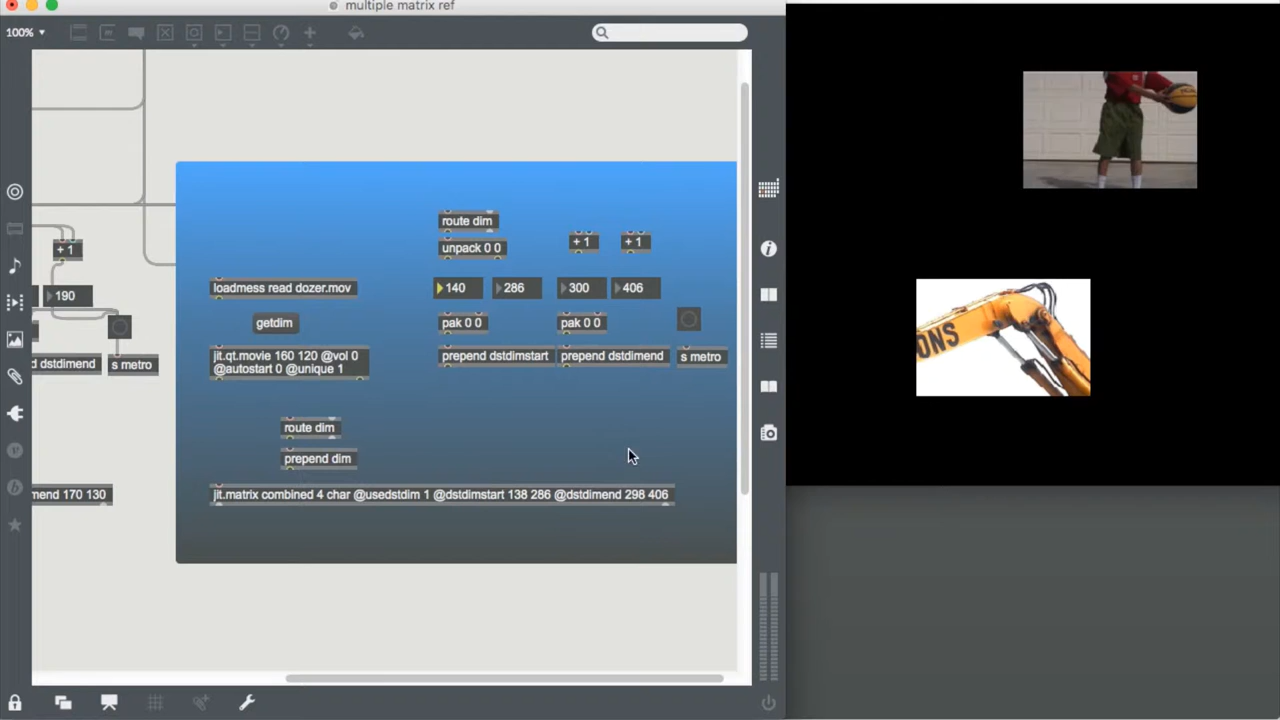 multiple matrix ref
100%
route dim
unpack 0 0
+ 1
+ 1
+ 1
loadmess read dozer.mov
140
286
300
406
190
getdim
pak 0 0
pak 0 0
jit.qt.movie 160 120 @vol 0
@autostart 0 @unique 1
prepend dstdimstart
prepend dstdimend
s metro
d dstdimend
s metro
route dim
prepend dim
mend 170 130
jit.matrix combined 4 char @usedstdim 1 @dstdimstart 138 286 @dstdimend 298 406
ONS